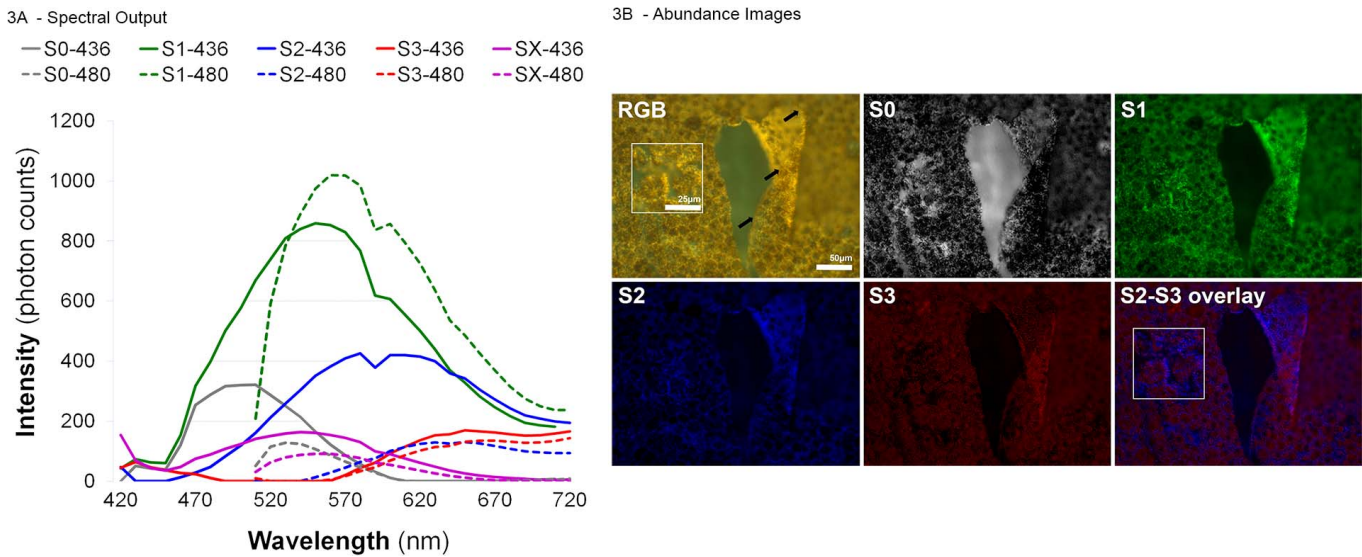 3A - Spectral Output
S0-436 S1-436 S2-436 S3-436 SX-436
S0-480 S1-480 S2-480 S3-480 SX-480
1200
1000
800
600
400
200
0
Intensity (photon counts)
420 470 520 570 620 670 720
Wavelength (nm)
3B - Abundance Images
RGB
25µm
50µm
S0
S1
S2
S3
S2-S3 overlay